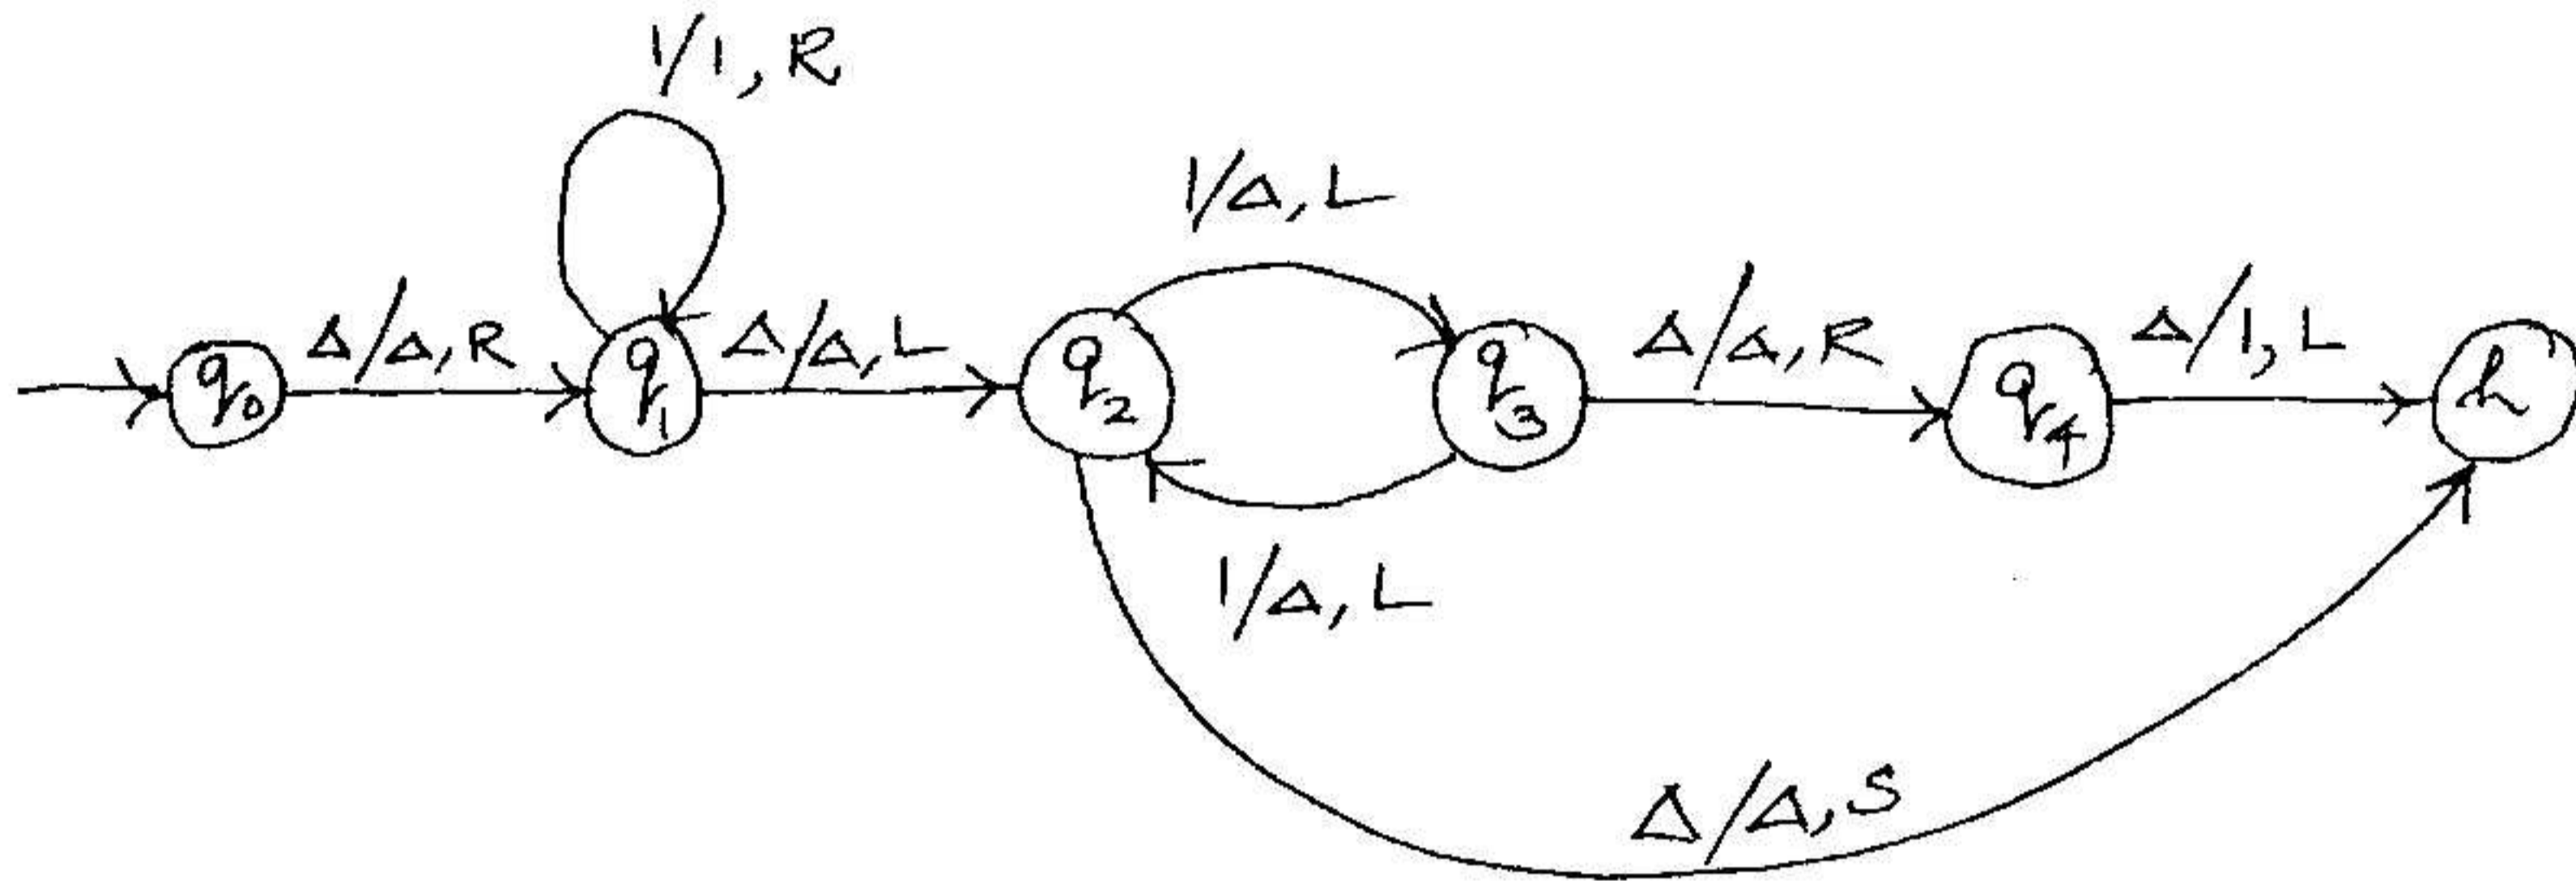 1/1, R
1/Δ, L
q₀ Δ/Δ, R q₁ Δ/Δ, L q₂ q₃ Δ/Δ, R q₄ Δ/1, L h
1/Δ, L
Δ/Δ, S